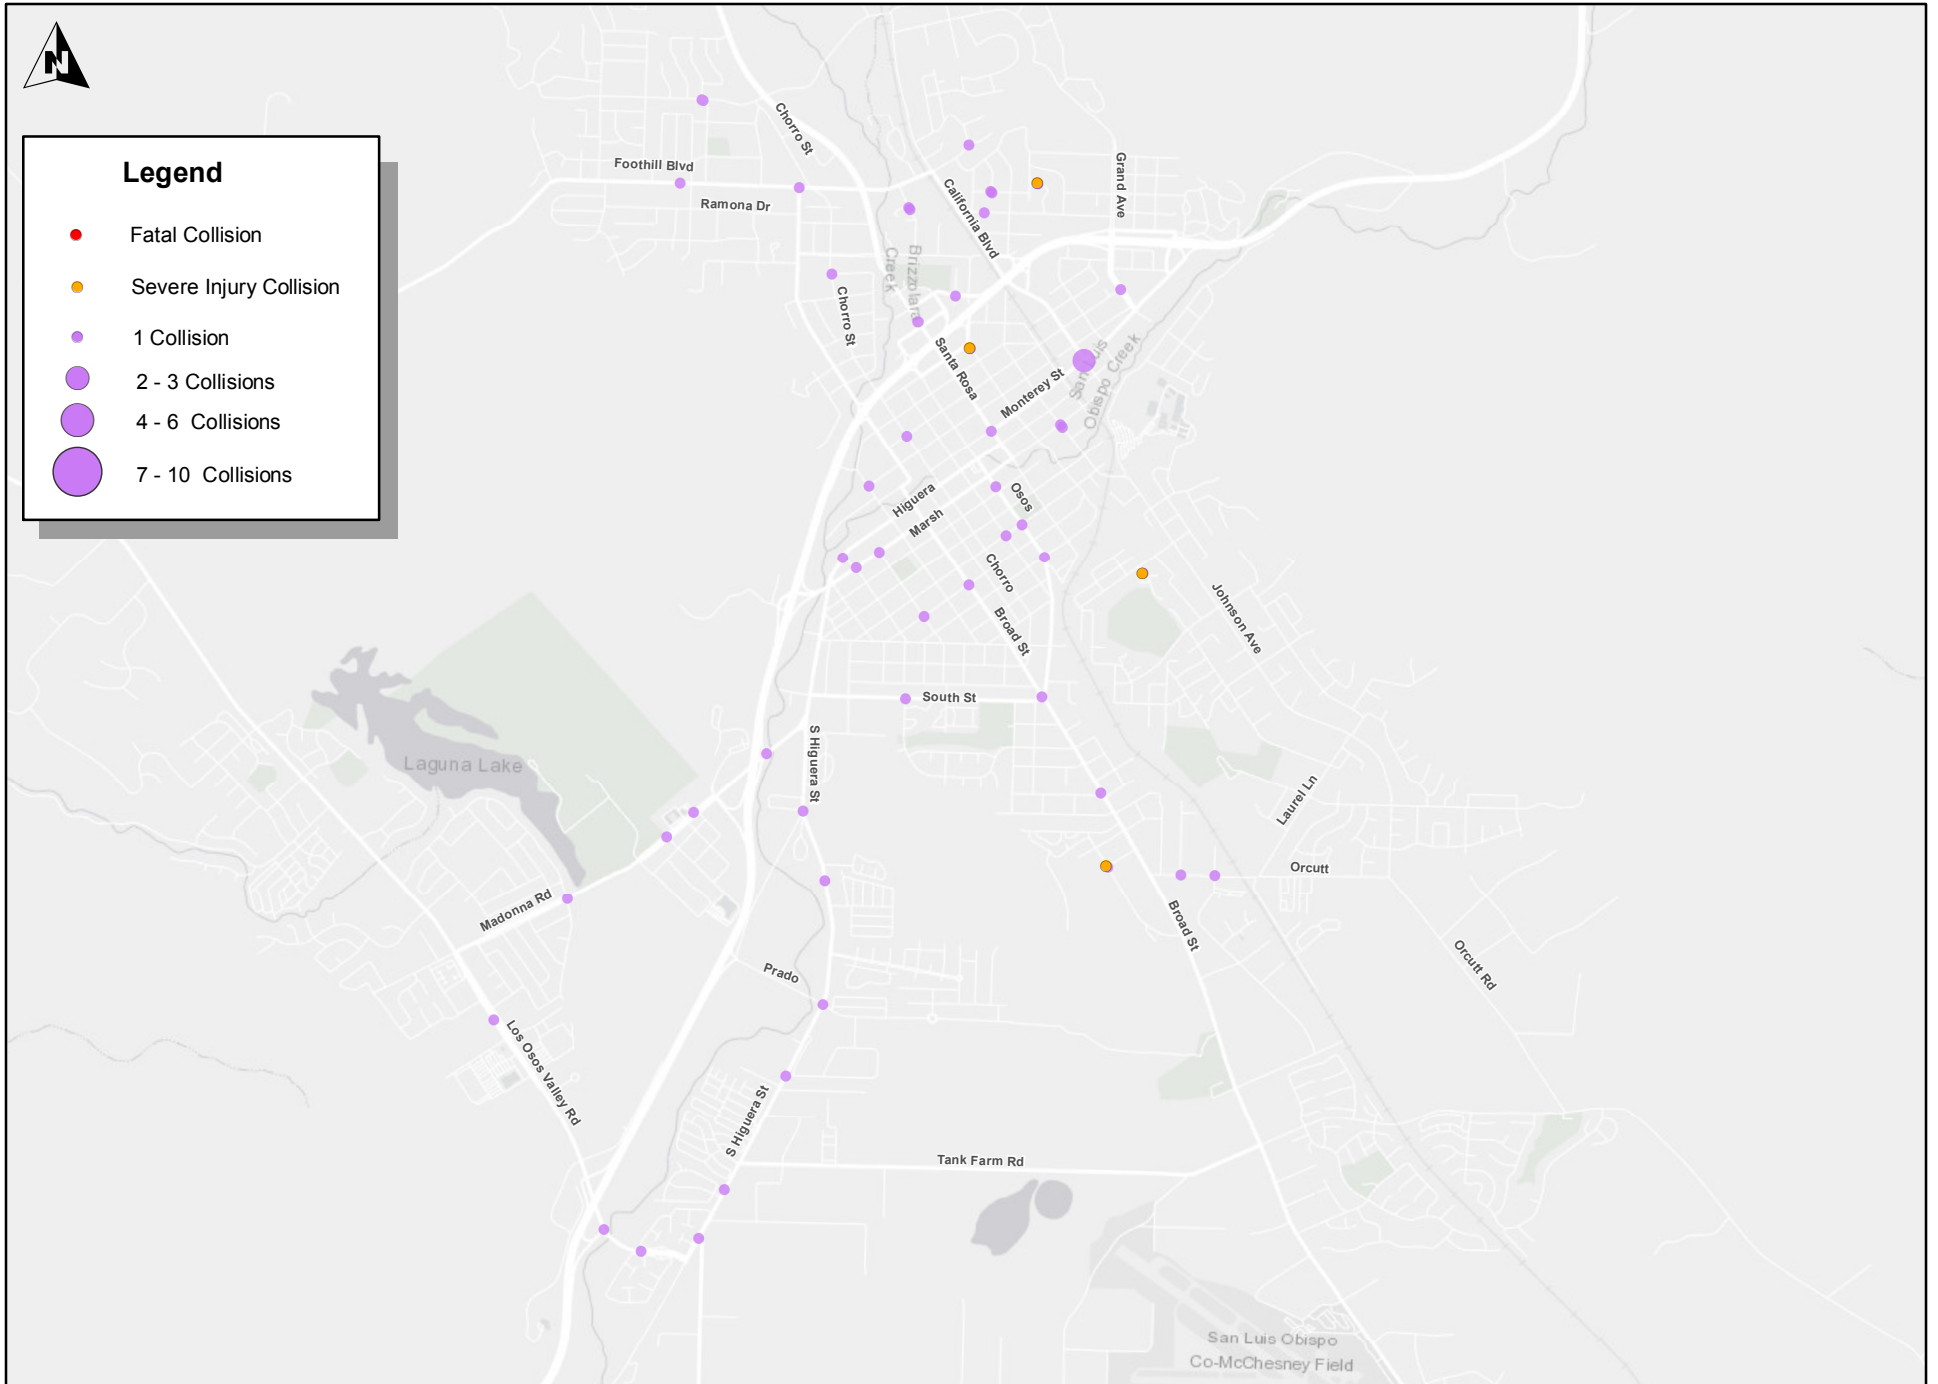 N
Legend
Fatal Collision
Severe Injury Collision
1 Collision
2 - 3 Collisions
4 - 6 Collisions
7 - 10 Collisions
Chorro St
Foothill Blvd
Ramona Dr
California Blvd
Grand Ave
Brizzolara
Creek
Chorro St
Santa Rosa
Monterey St
San Luis
Obispo Creek
Higuera
Marsh
Osos
Chorro
Broad St
Johnson Ave
South St
S Higuera St
Laguna Lake
Laurel Ln
Orcutt
Madonna Rd
Broad St
Orcutt Rd
Prado
Los Osos Valley Rd
S Higuera St
Tank Farm Rd
San Luis Obispo
Co-McChesney Field